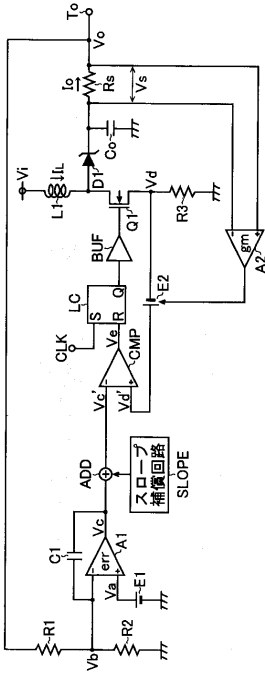 To
Vo
Io
Rs
Vs
Vi
L1
IL
D1
Co
Q1
Vd
R3
BUF
LC
S
R
Q
CLK
Ve
CMP
Vc'
Vd'
E2
gm
A2
ADD
スロープ
補償回路
SLOPE
C1
Vc
err
A1
Va
E1
R1
Vb
R2